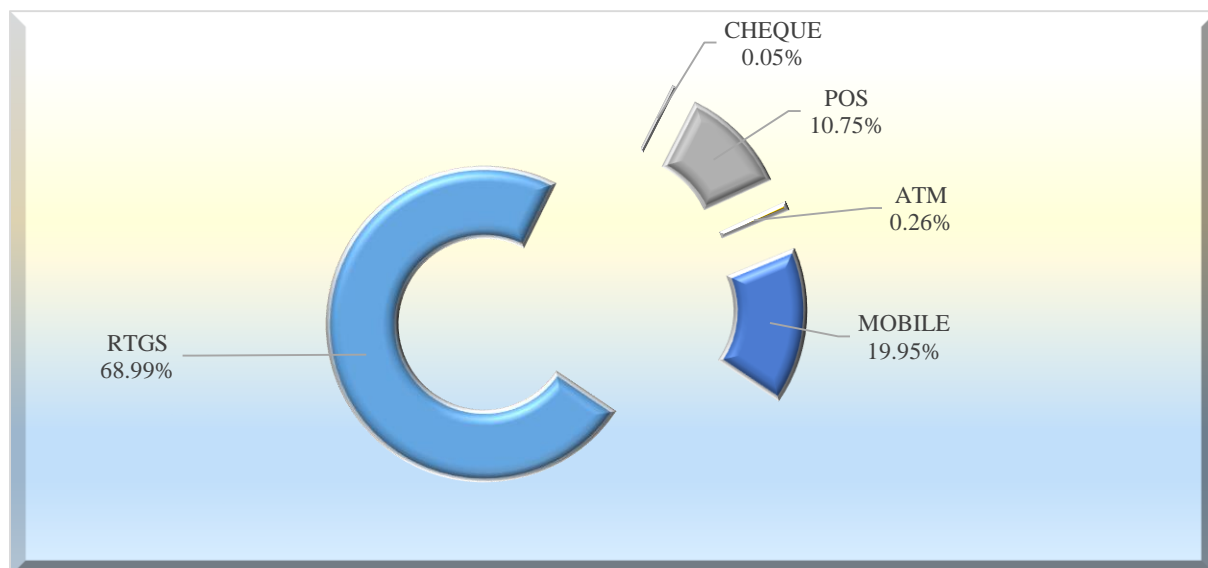 CHEQUE
0.05%
POS
10.75%
ATM
0.26%
MOBILE
19.95%
RTGS
68.99%